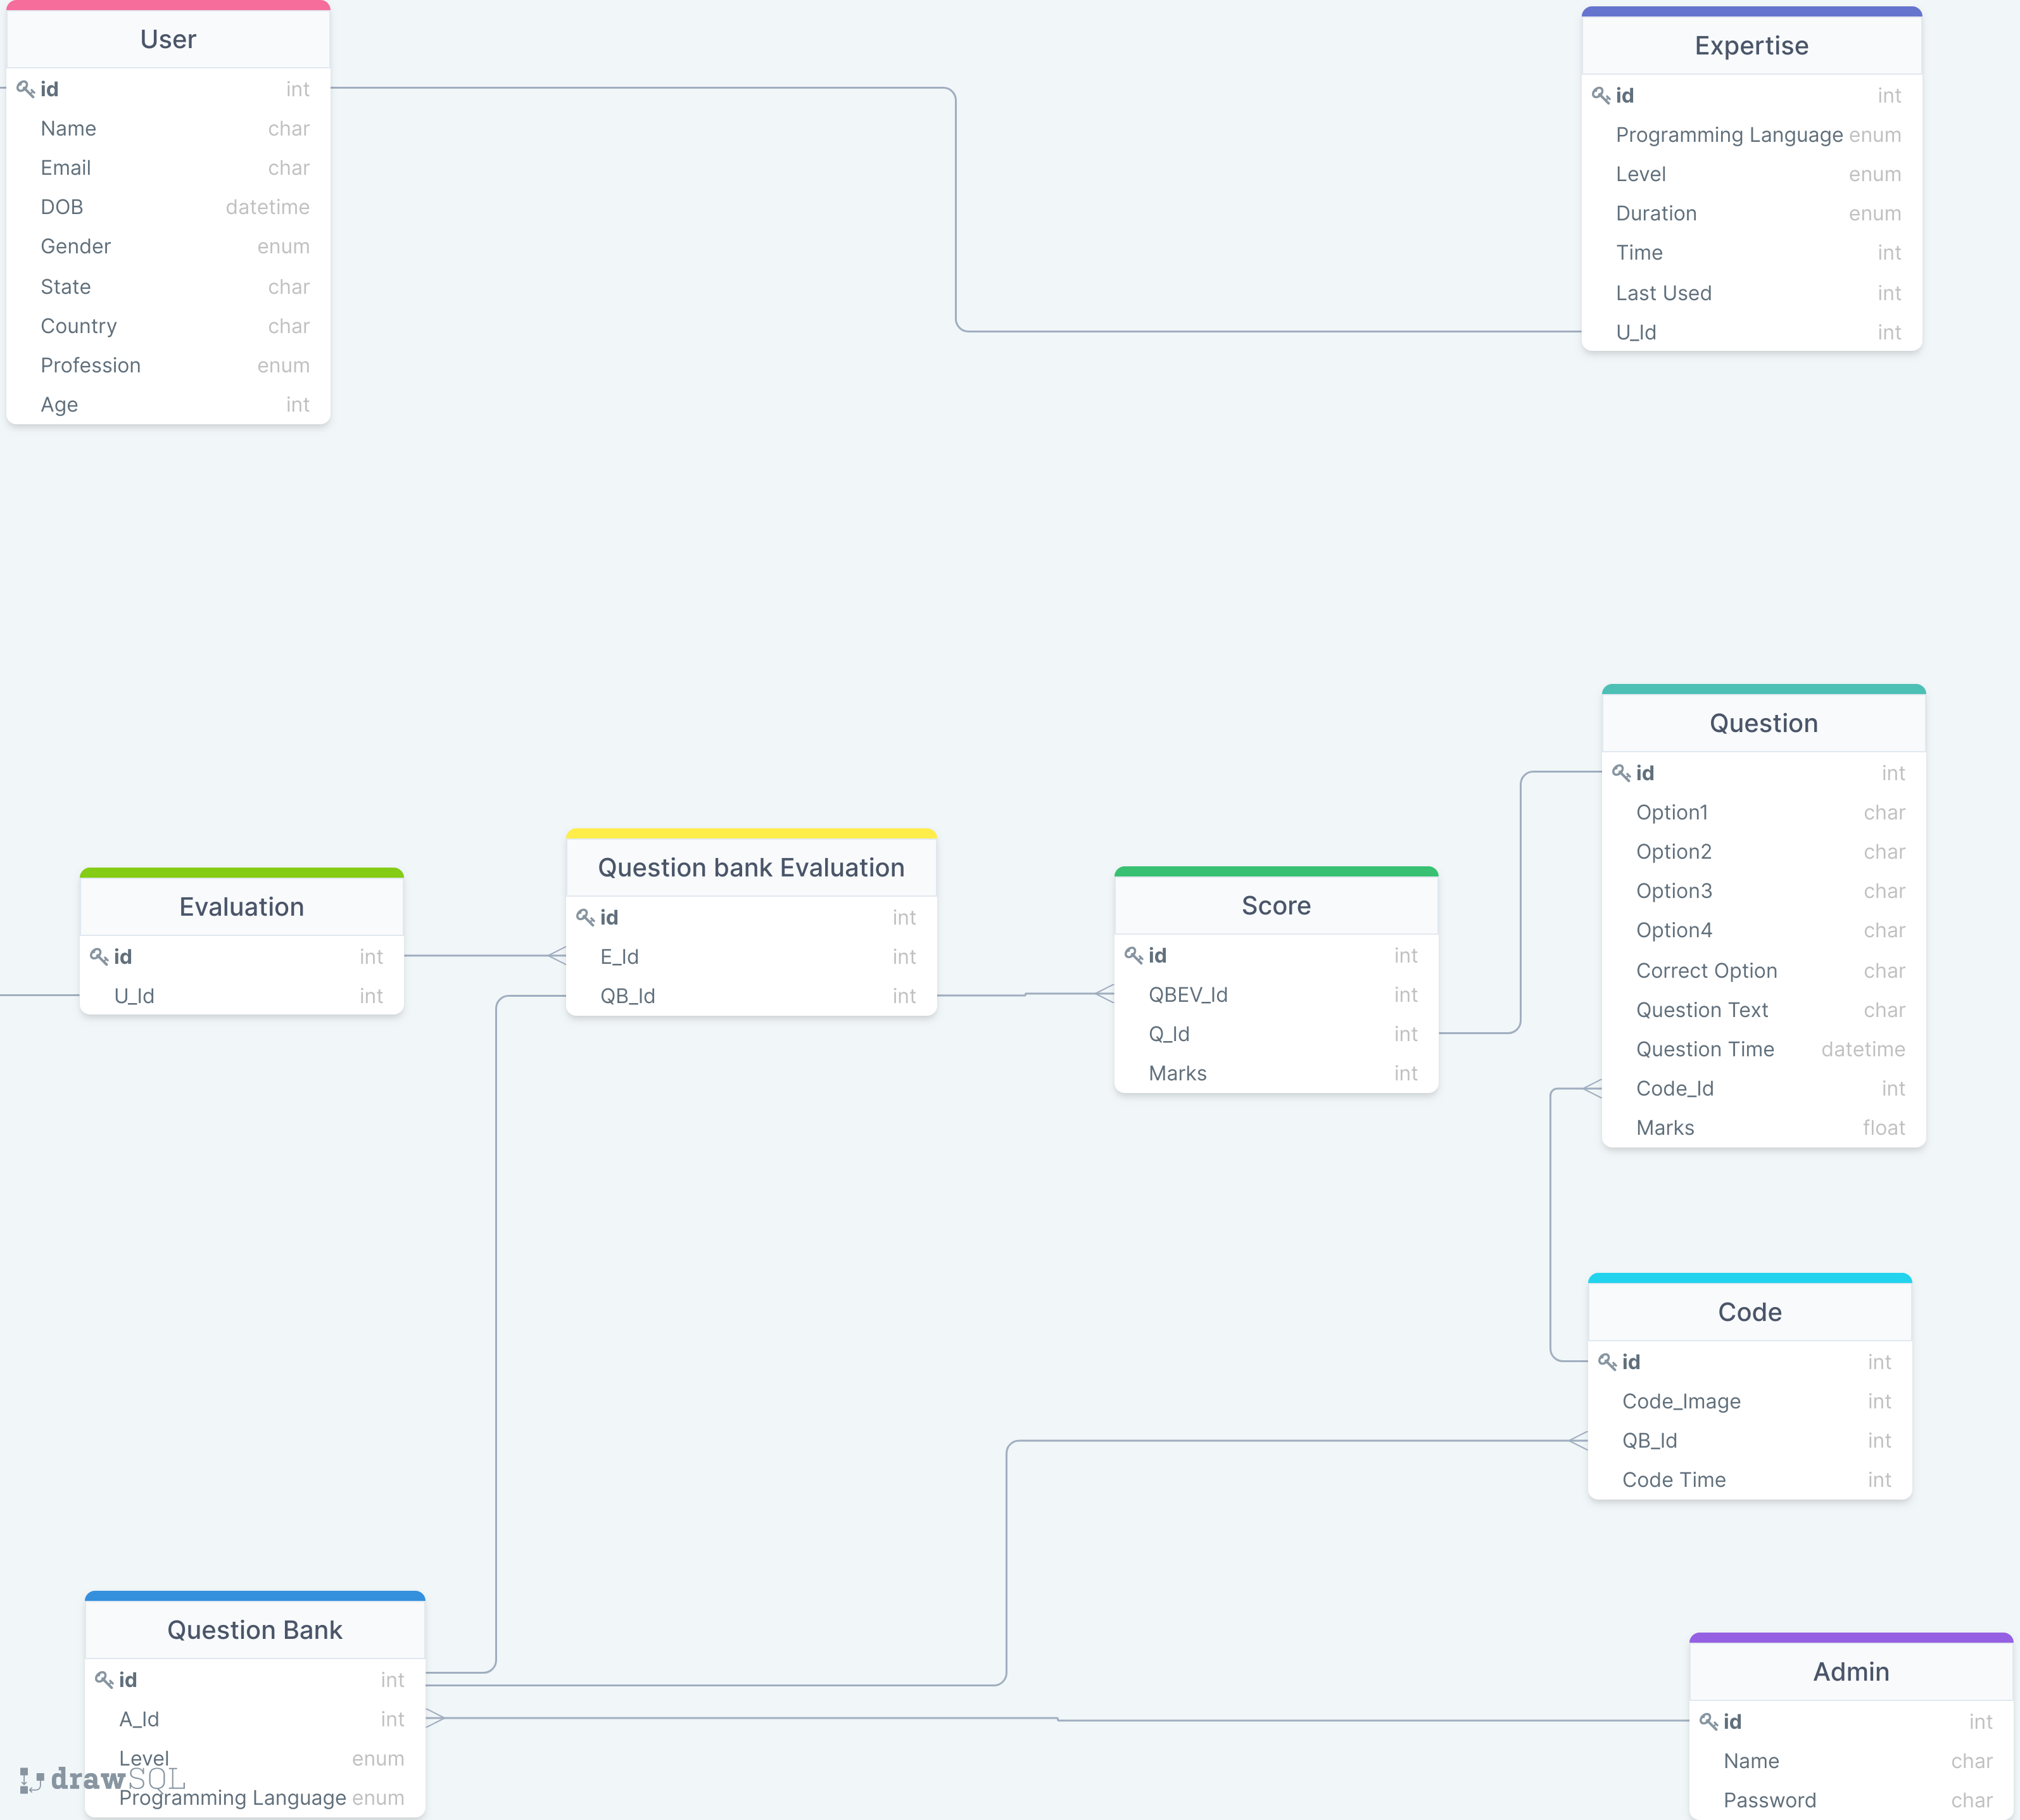 User
id int
Name char
Email char
DOB datetime
Gender enum
State char
Country char
Profession enum
Age int
Expertise
id int
Programming Language enum
Level enum
Duration enum
Time int
Last Used int
U_Id int
Question
id int
Option1 char
Option2 char
Option3 char
Option4 char
Correct Option char
Question Text char
Question Time datetime
Code_Id int
Marks float
Evaluation
id int
U_Id int
Question bank Evaluation
id int
E_Id int
QB_Id int
Score
id int
QBEV_Id int
Q_Id int
Marks int
Code
id int
Code_Image int
QB_Id int
Code Time int
Question Bank
id int
A_Id int
Level enum
Programming Language enum
drawSQL
Admin
id int
Name char
Password char